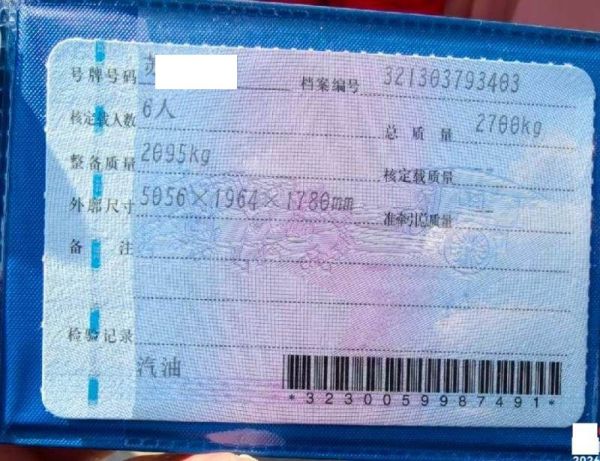 号牌号码 苏 档案编号 321303793403
核定载人数 6人 总质量 2700kg
整备质量 2095kg 核定载质量 —
外廓尺寸 5056×1964×1780mm 准牵引总质量 —
备注
检验记录
汽油
*3230059987491*